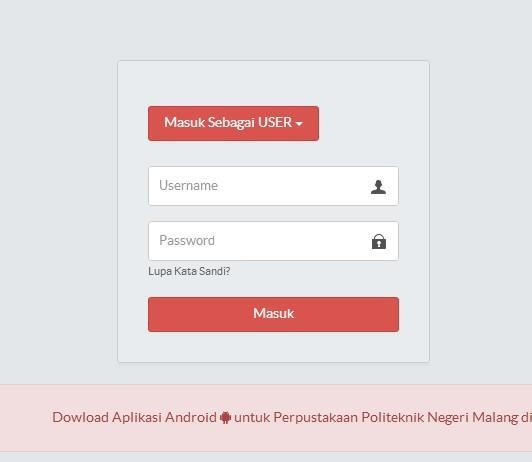 Masuk Sebagai USER
Username
Password
Lupa Kata Sandi?
Masuk
Dowload Aplikasi Android untuk Perpustakaan Politeknik Negeri Malang di